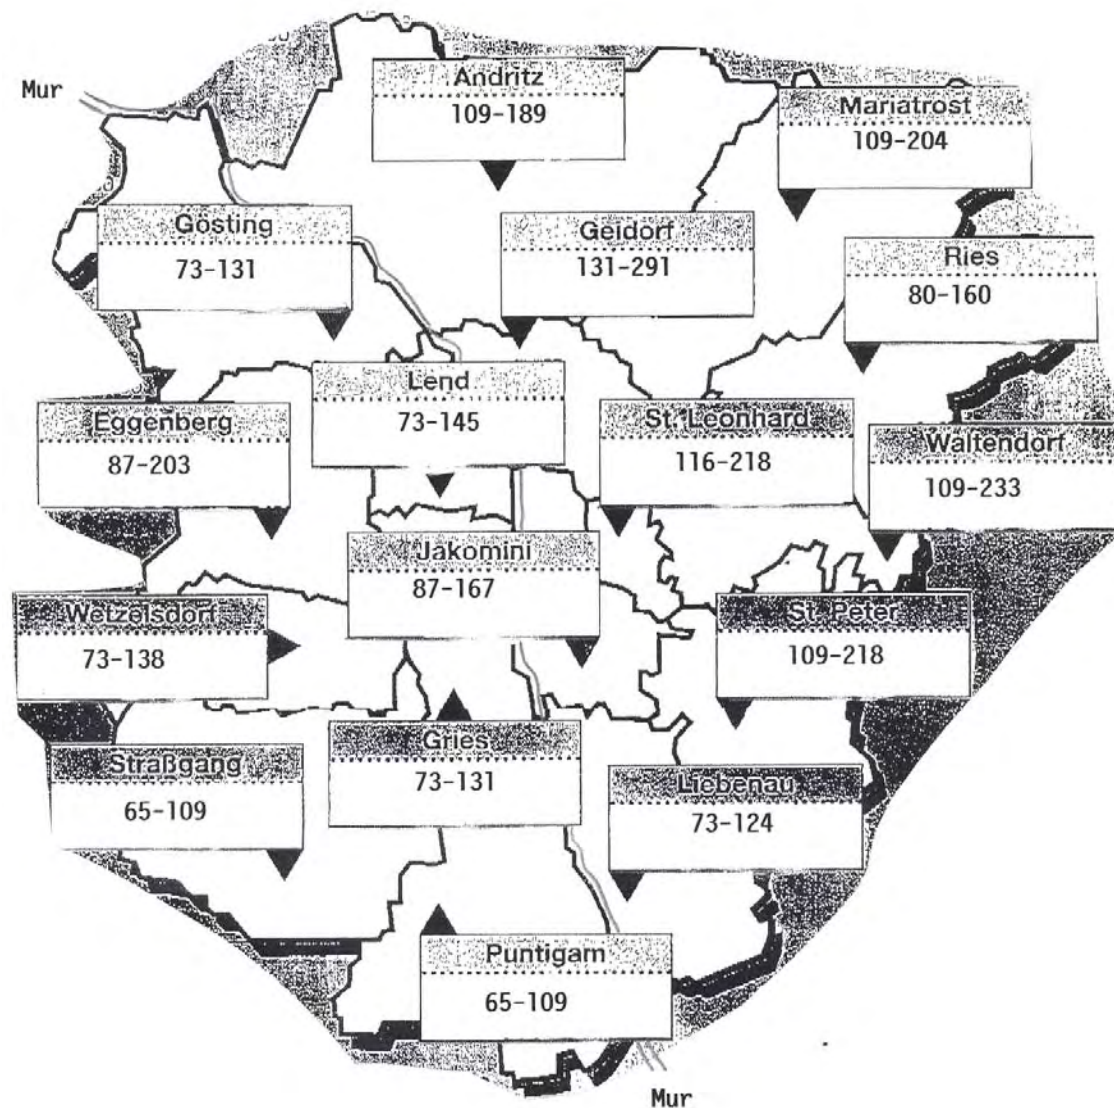 Mur
Andritz
109-189
Mariatrost
109-204
Gösting
73-131
Geidorf
131-291
Ries
80-160
Lend
73-145
Eggenberg
87-203
St. Leonhard
116-218
Waltendorf
109-233
Jakomini
87-167
Wetzelsdorf
73-138
St. Peter
109-218
Gries
73-131
Straßgang
65-109
Liebenau
73-124
Puntigam
65-109
Mur